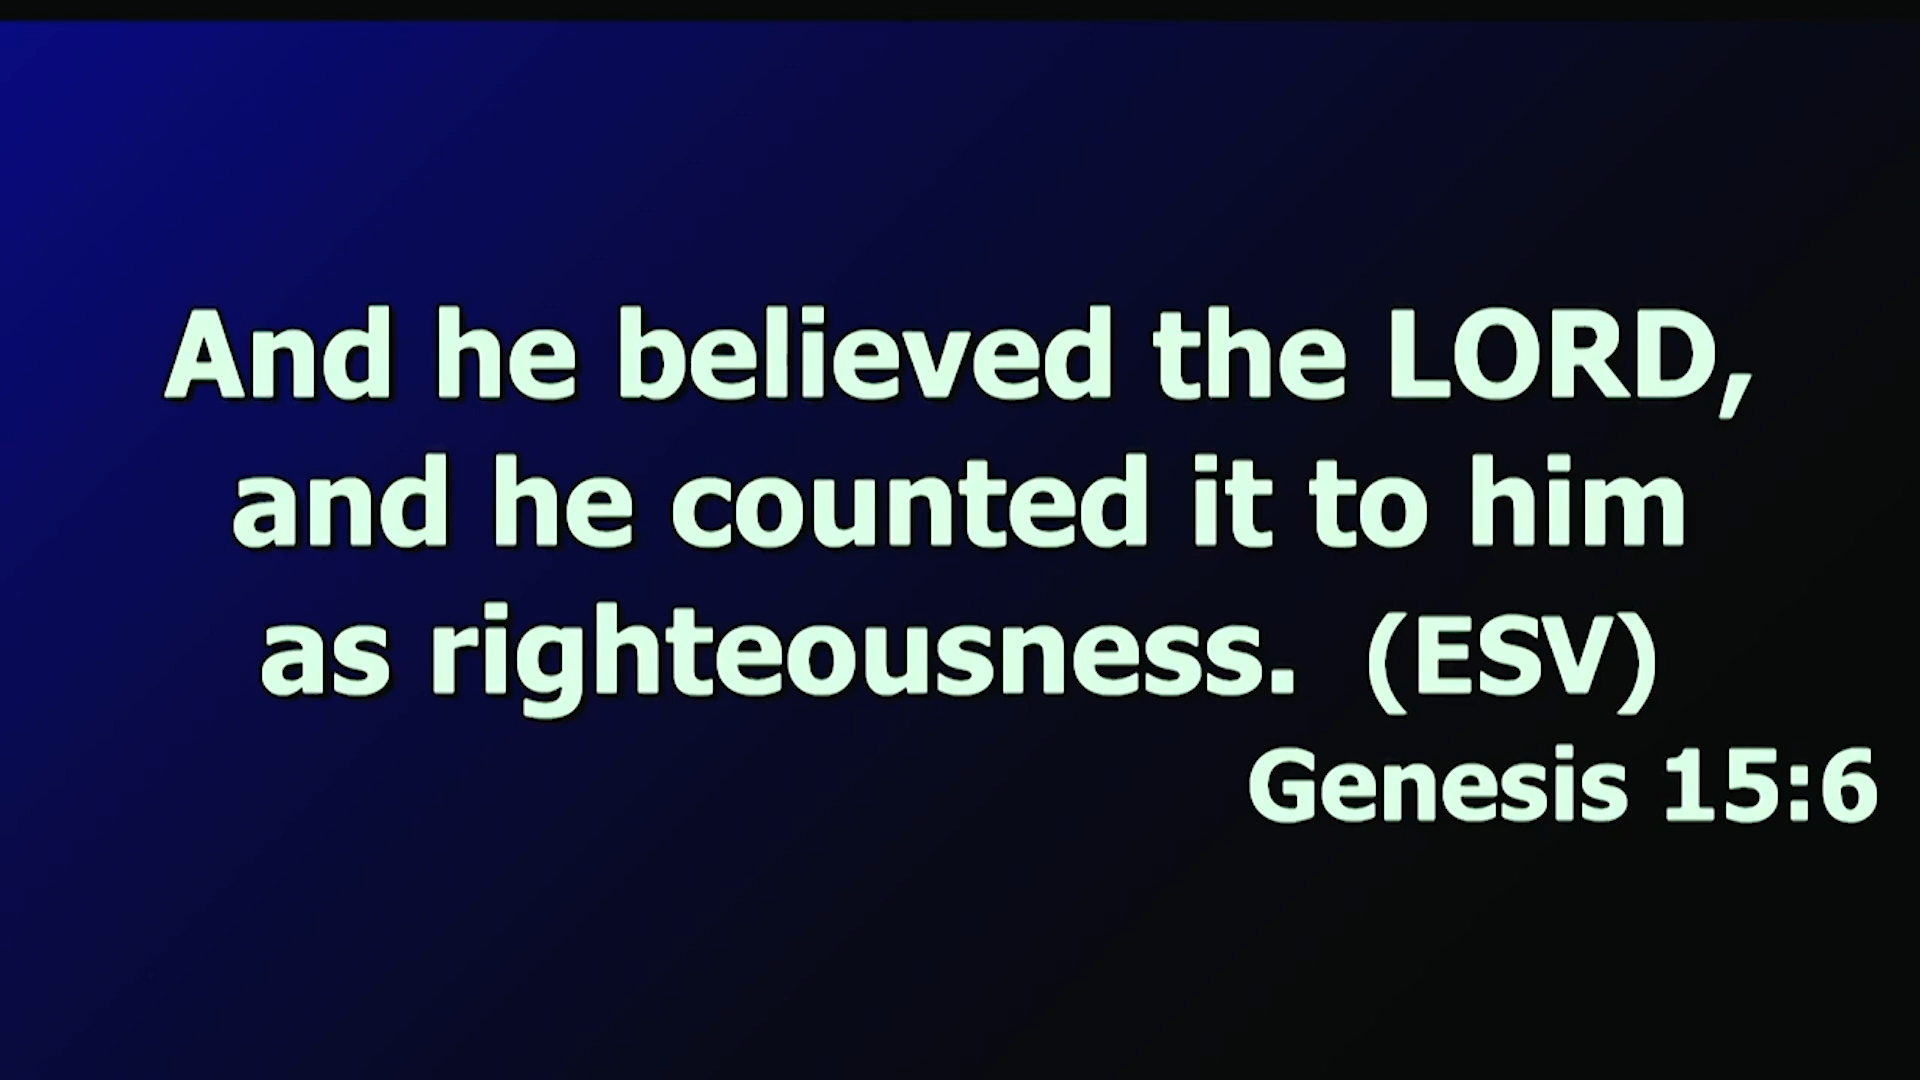 And he believed the LORD,
and he counted it to him
as righteousness. (ESV)
Genesis 15:6